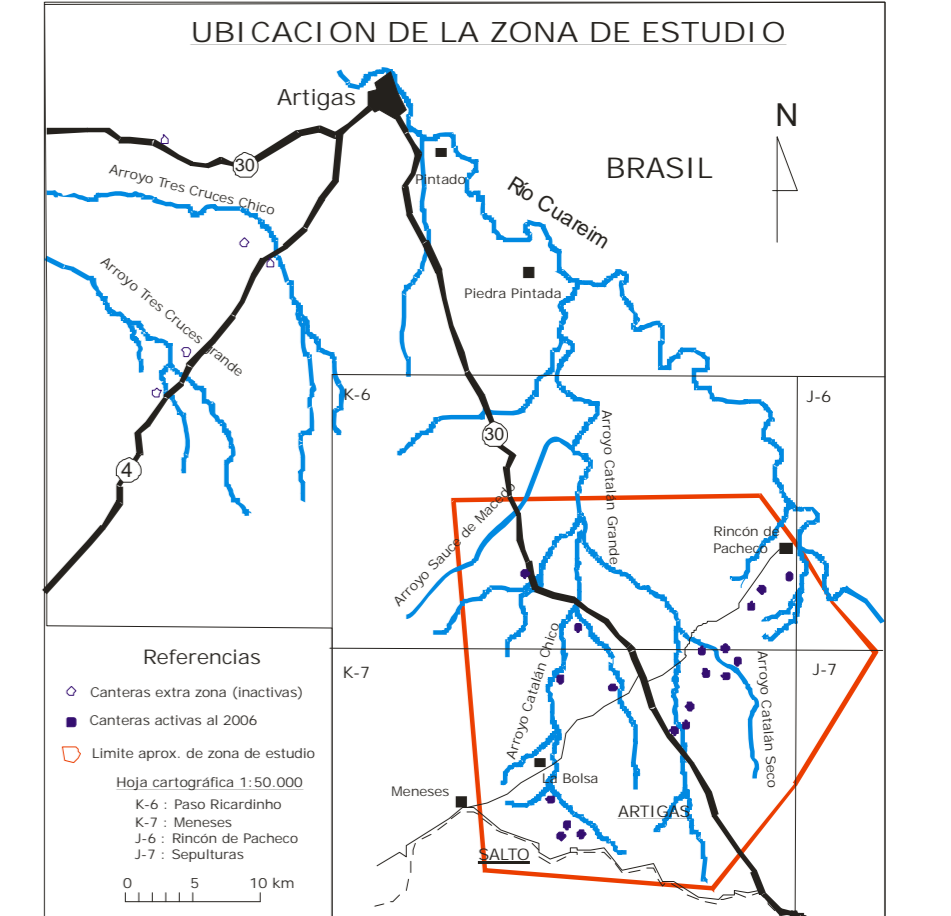 UBICACION DE LA ZONA DE ESTUDIO
Artigas
N
30
BRASIL
Pintado
Arroyo Tres Cruces Chico
Río Cuareim
Arroyo Tres Cruces Grande
Piedra Pintada
K-6
J-6
30
4
Arroyo Catalán Grande
Arroyo Sauce de Macedo
Rincón de
Pacheco
Arroyo Catalán Chico
Arroyo Catalán Seco
K-7
J-7
Referencias
Canteras extra zona (inactivas)
Canteras activas al 2006
Limite aprox. de zona de estudio
Hoja cartográfica 1:50.000
K-6 : Paso Ricardinho
K-7 : Meneses
J-6 : Rincón de Pacheco
J-7 : Sepulturas
0 5 10 km
La Bolsa
Meneses
ARTIGAS
SALTO